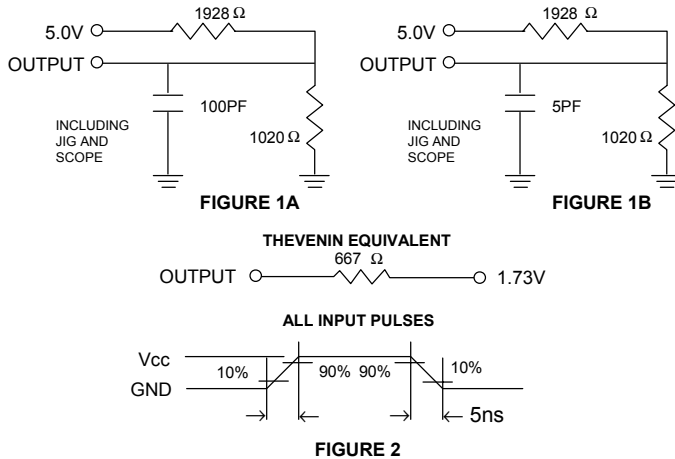 1928 Ω
5.0V
OUTPUT
100PF
INCLUDING
JIG AND
SCOPE
1020 Ω
FIGURE 1A
1928 Ω
5.0V
OUTPUT
5PF
INCLUDING
JIG AND
SCOPE
1020 Ω
FIGURE 1B
THEVENIN EQUIVALENT
667 Ω
OUTPUT 1.73V
ALL INPUT PULSES
Vcc
GND
10% 90% 90% 10%
5ns
FIGURE 2